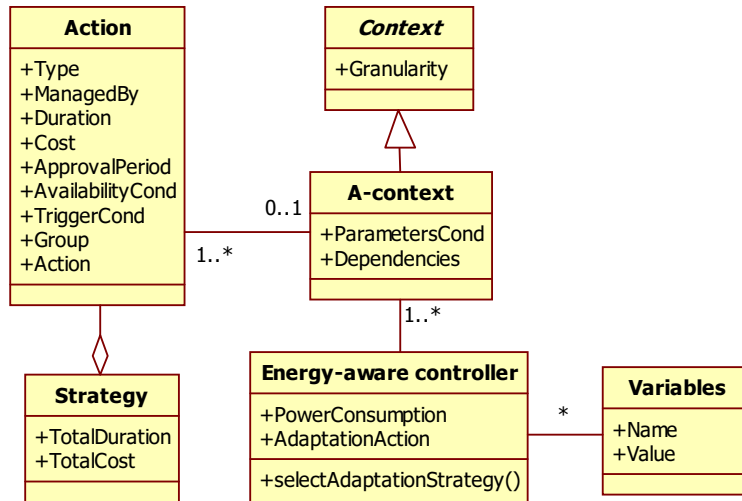 Action
+Type
+ManagedBy
+Duration
+Cost
+ApprovalPeriod
+AvailabilityCond
+TriggerCond
+Group
+Action
Context
+Granularity
A-context
+ParametersCond
+Dependencies
0..1
1..*
1..*
Strategy
+TotalDuration
+TotalCost
Energy-aware controller
+PowerConsumption
+AdaptationAction
+selectAdaptationStrategy()
*
Variables
+Name
+Value